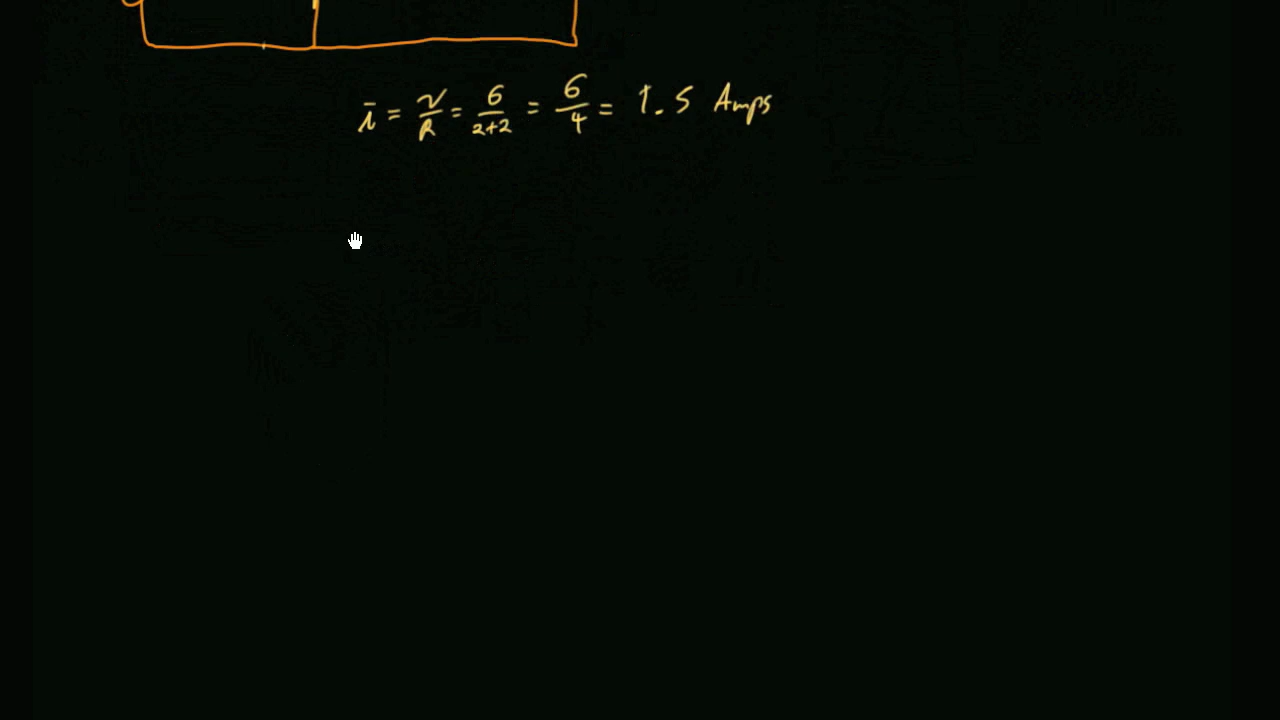 i = v/R = 6/2+2 = 6/4 = 1.5 Amps